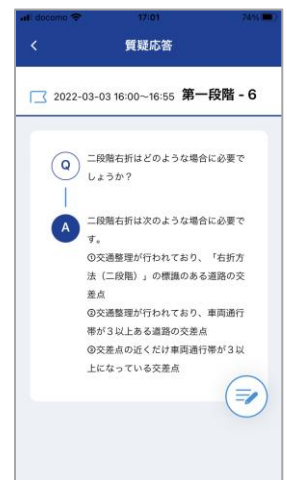 docomo 17:01 74%
質疑応答
2022-03-03 16:00~16:55 第一段階 - 6
Q 二段階右折はどのような場合に必要で
しょうか？
A 二段階右折は次のような場合に必要で
す。
①交通整理が行われており、「右折方
法（二段階）」の標識のある道路の交
差点
②交通整理が行われており、車両通行
帯が３以上ある道路の交差点
③交差点の近くだけ車両通行帯が３以
上になっている交差点